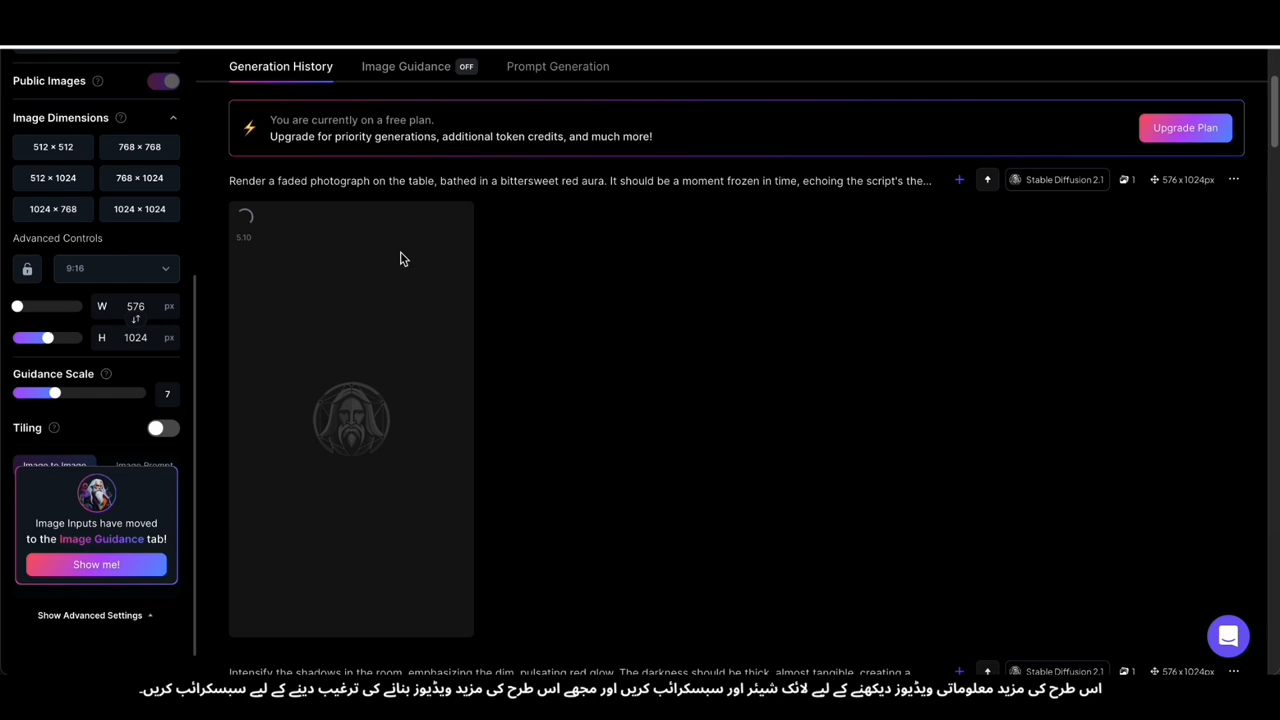 Generation History Image Guidance OFF Prompt Generation
Public Images
Image Dimensions
512 × 512 768 × 768
512 × 1024 768 × 1024
1024 × 768 1024 × 1024
Advanced Controls
9:16
W 576 px
H 1024 px
Guidance Scale
7
Tiling
Image to Image Image Prompt
Image Inputs have moved
to the Image Guidance tab!
Show me!
Show Advanced Settings
You are currently on a free plan.
Upgrade for priority generations, additional token credits, and much more!
Upgrade Plan
Render a faded photograph on the table, bathed in a bittersweet red aura. It should be a moment frozen in time, echoing the script's the... Stable Diffusion 2.1 1 576 x 1024px
5.10
Intensify the shadows in the room, emphasizing the dim, pulsating red glow. The darkness should be thick, almost tangible, creating a Stable Diffusion 2.1 1 576 x 1024px
اس طرح کی مزید معلوماتی ویڈیوز دیکھنے کے لیے لائک شیئر اور سبسکرائب کریں اور مجھے اس طرح کی مزید ویڈیوز بنانے کی ترغیب دینے کے لیے سبسکرائب کریں۔